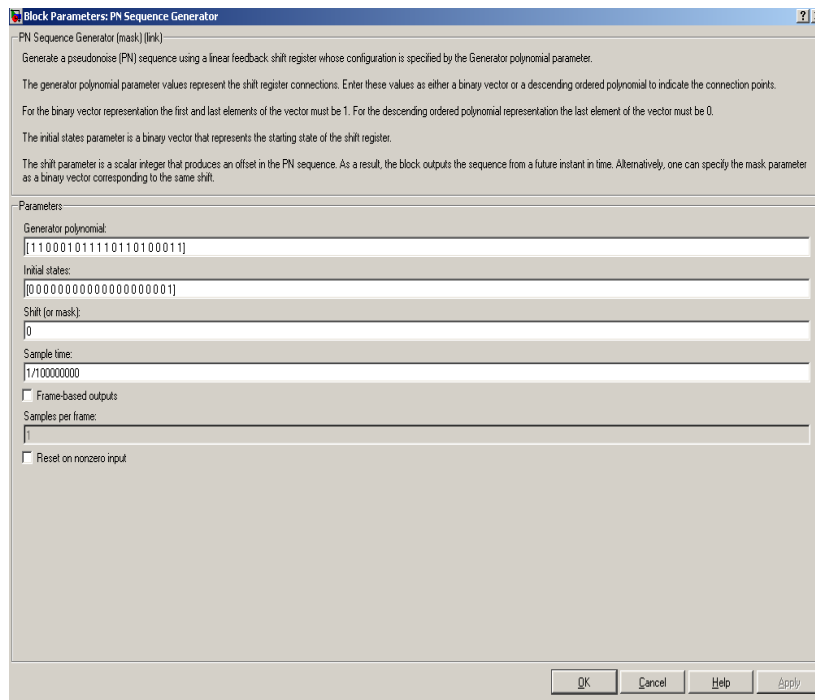 Block Parameters: PN Sequence Generator
PN Sequence Generator (mask) (link)
Generate a pseudonoise (PN) sequence using a linear feedback shift register whose configuration is specified by the Generator polynomial parameter.
The generator polynomial parameter values represent the shift register connections. Enter these values as either a binary vector or a descending ordered polynomial to indicate the connection points.
For the binary vector representation the first and last elements of the vector must be 1. For the descending ordered polynomial representation the last element of the vector must be 0.
The initial states parameter is a binary vector that represents the starting state of the shift register.
The shift parameter is a scalar integer that produces an offset in the PN sequence. As a result, the block outputs the sequence from a future instant in time. Alternatively, one can specify the mask parameter
as a binary vector corresponding to the same shift.
Parameters
Generator polynomial:
[1 1 0 0 0 1 0 1 1 1 1 0 1 1 0 1 0 0 0 1 1]
Initial states:
[0 0 0 0 0 0 0 0 0 0 0 0 0 0 0 0 0 0 0 1]
Shift (or mask):
0
Sample time:
1/100000000
Frame-based outputs
Samples per frame:
1
Reset on nonzero input
OK Cancel Help Apply